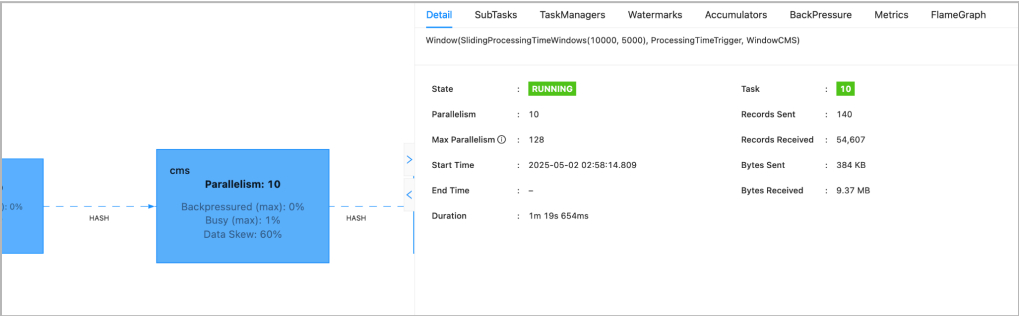 Detail SubTasks TaskManagers Watermarks Accumulators BackPressure Metrics FlameGraph
Window(SlidingProcessingTimeWindows(10000, 5000), ProcessingTimeTrigger, WindowCMS)
State : RUNNING Task : 10
Parallelism : 10 Records Sent : 140
Max Parallelism : 128 Records Received : 54,607
Start Time : 2025-05-02 02:58:14.809 Bytes Sent : 384 KB
End Time : – Bytes Received : 9.37 MB
Duration : 1m 19s 654ms
): 0%
HASH
cms
Parallelism: 10
Backpressured (max): 0%
Busy (max): 1%
Data Skew: 60%
HASH